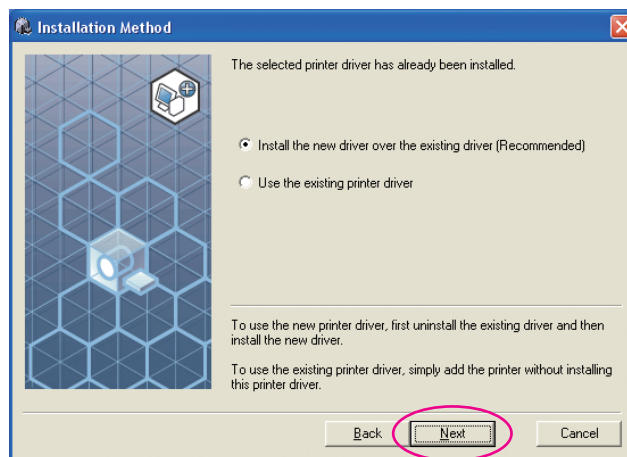 Installation Method
The selected printer driver has already been installed.
Install the new driver over the existing driver (Recommended)
Use the existing printer driver
To use the new printer driver, first uninstall the existing driver and then
install the new driver.
To use the existing printer driver, simply add the printer without installing
this printer driver.
Back
Next
Cancel